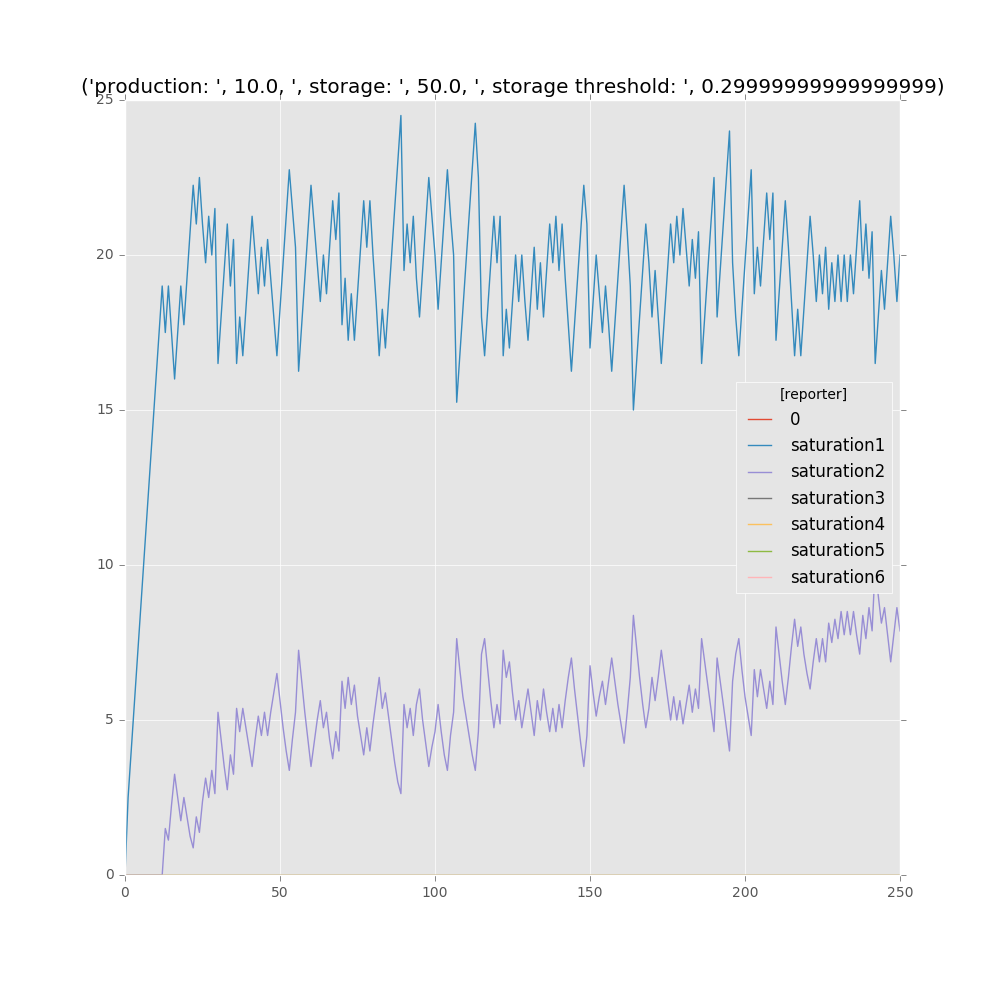 ('production: ', 10.0, ', storage: ', 50.0, ', storage threshold: ', 0.29999999999999999)
25
20
15
10
5
0
[reporter]
0
saturation1
saturation2
saturation3
saturation4
saturation5
saturation6
0 50 100 150 200 250